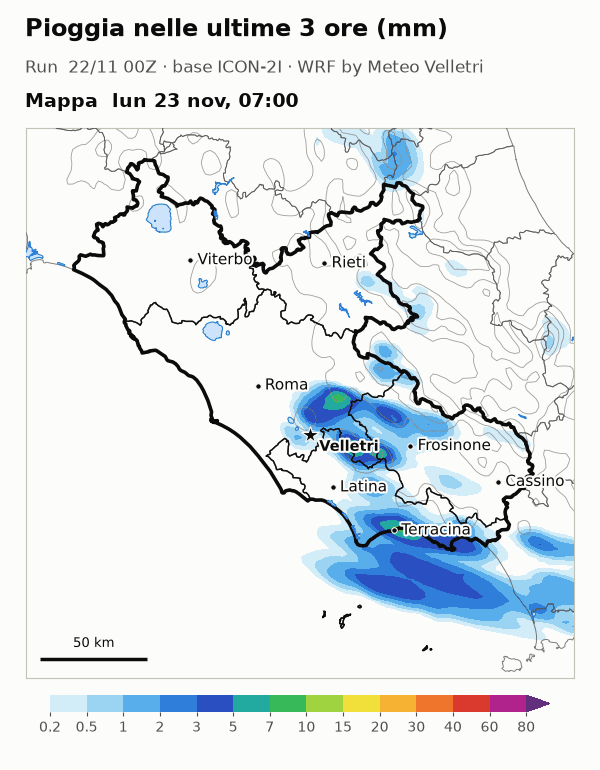 Pioggia nelle ultime 3 ore (mm)
Run  22/11 00Z · base ICON-2I · WRF by Meteo Velletri
Mappa  lun 23 nov, 07:00
Viterbo
Rieti
Roma
Velletri
Frosinone
Latina
Cassino
Terracina
50 km
0.2 0.5 1 2 3 5 7 10 15 20 30 40 60 80